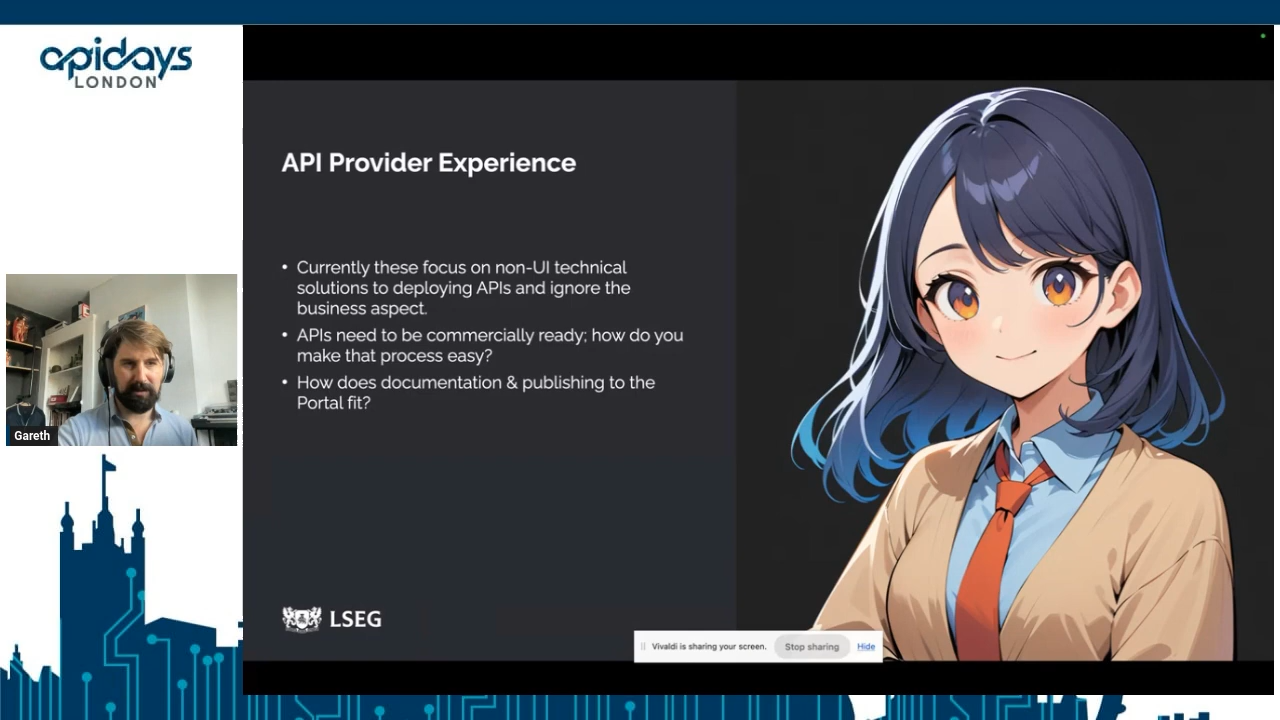 apidays
LONDON
API Provider Experience
• Currently these focus on non-UI technical
solutions to deploying APIs and ignore the
business aspect.
• APIs need to be commercially ready; how do you
make that process easy?
• How does documentation & publishing to the
Portal fit?
Gareth
LSEG
Vivaldi is sharing your screen.
Stop sharing
Hide